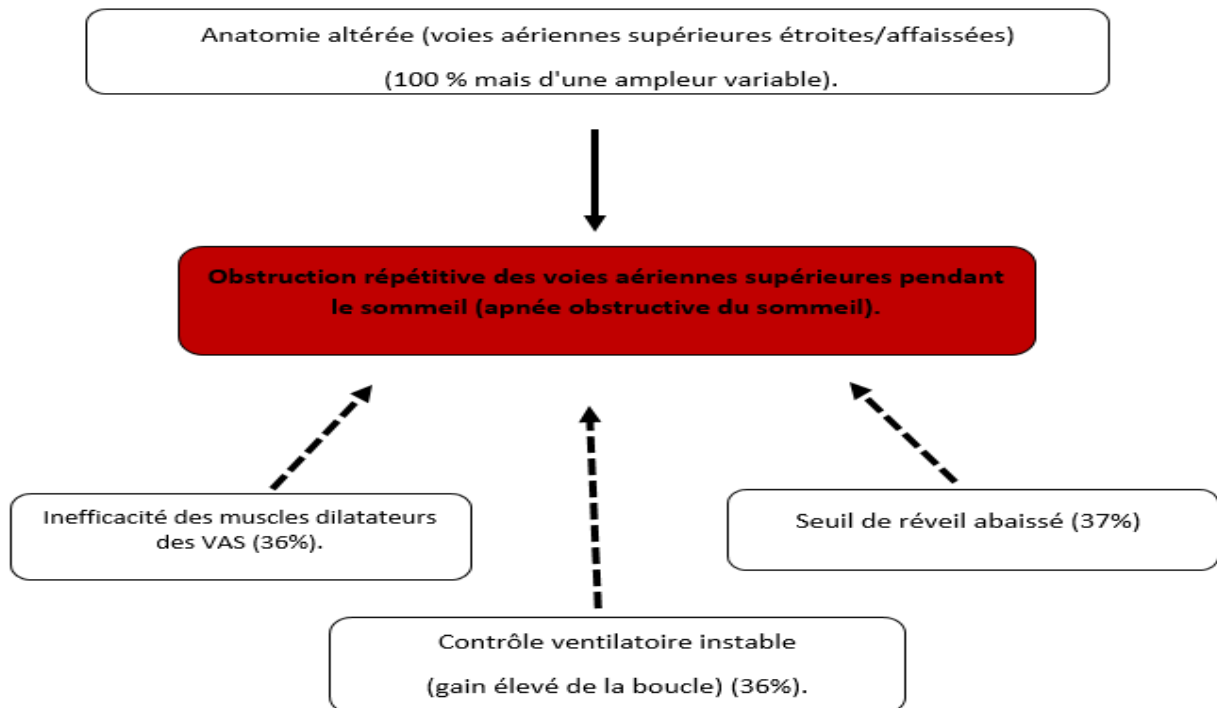 Anatomie altérée (voies aériennes supérieures étroites/affaissées)
(100 % mais d'une ampleur variable).
Obstruction répétitive des voies aériennes supérieures pendant
le sommeil (apnée obstructive du sommeil).
Inefficacité des muscles dilatateurs
des VAS (36%).
Seuil de réveil abaissé (37%)
Contrôle ventilatoire instable
(gain élevé de la boucle) (36%).